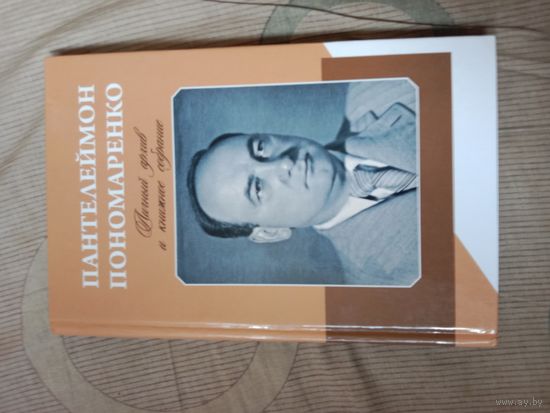 ПАНТЕЛЕЙМОН
ПОНОМАРЕНКО
Личный архив
и книжное собрание
www.ay.by